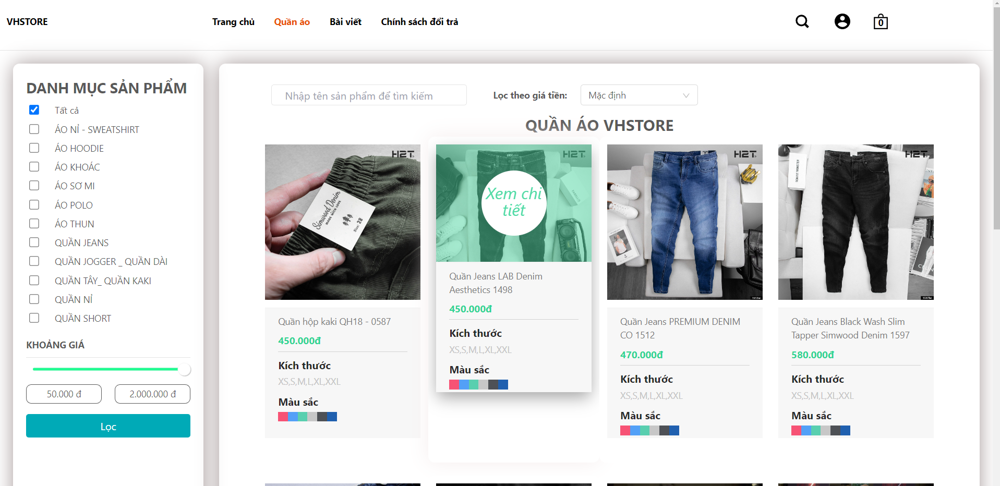 VHSTORE
Trang chủ
Quần áo
Bài viết
Chính sách đổi trả
0
DANH MỤC SẢN PHẨM
Tất cả
ÁO NỈ - SWEATSHIRT
ÁO HOODIE
ÁO KHOÁC
ÁO SƠ MI
ÁO POLO
ÁO THUN
QUẦN JEANS
QUẦN JOGGER _ QUẦN DÀI
QUẦN TÂY_ QUẦN KAKI
QUẦN NỈ
QUẦN SHORT
KHOẢNG GIÁ
50.000 đ
2.000.000 đ
Lọc
Nhập tên sản phẩm để tìm kiếm
Lọc theo giá tiền:
Mặc định
QUẦN ÁO VHSTORE
H2T
Simwood Denim
MADE WITH LOVE
Size: 28
Quần hộp kaki QH18 - 0587
450.000đ
Kích thước
XS,S,M,L,XL,XXL
Màu sắc
H2T
Xem chi
tiết
Quần Jeans LAB Denim
Aesthetics 1498
450.000đ
Kích thước
XS,S,M,L,XL,XXL
Màu sắc
H2T
Quần Jeans PREMIUM DENIM
CO 1512
470.000đ
Kích thước
XS,S,M,L,XL,XXL
Màu sắc
H2T
Quần Jeans Black Wash Slim
Tapper Simwood Denim 1597
580.000đ
Kích thước
XS,S,M,L,XL,XXL
Màu sắc